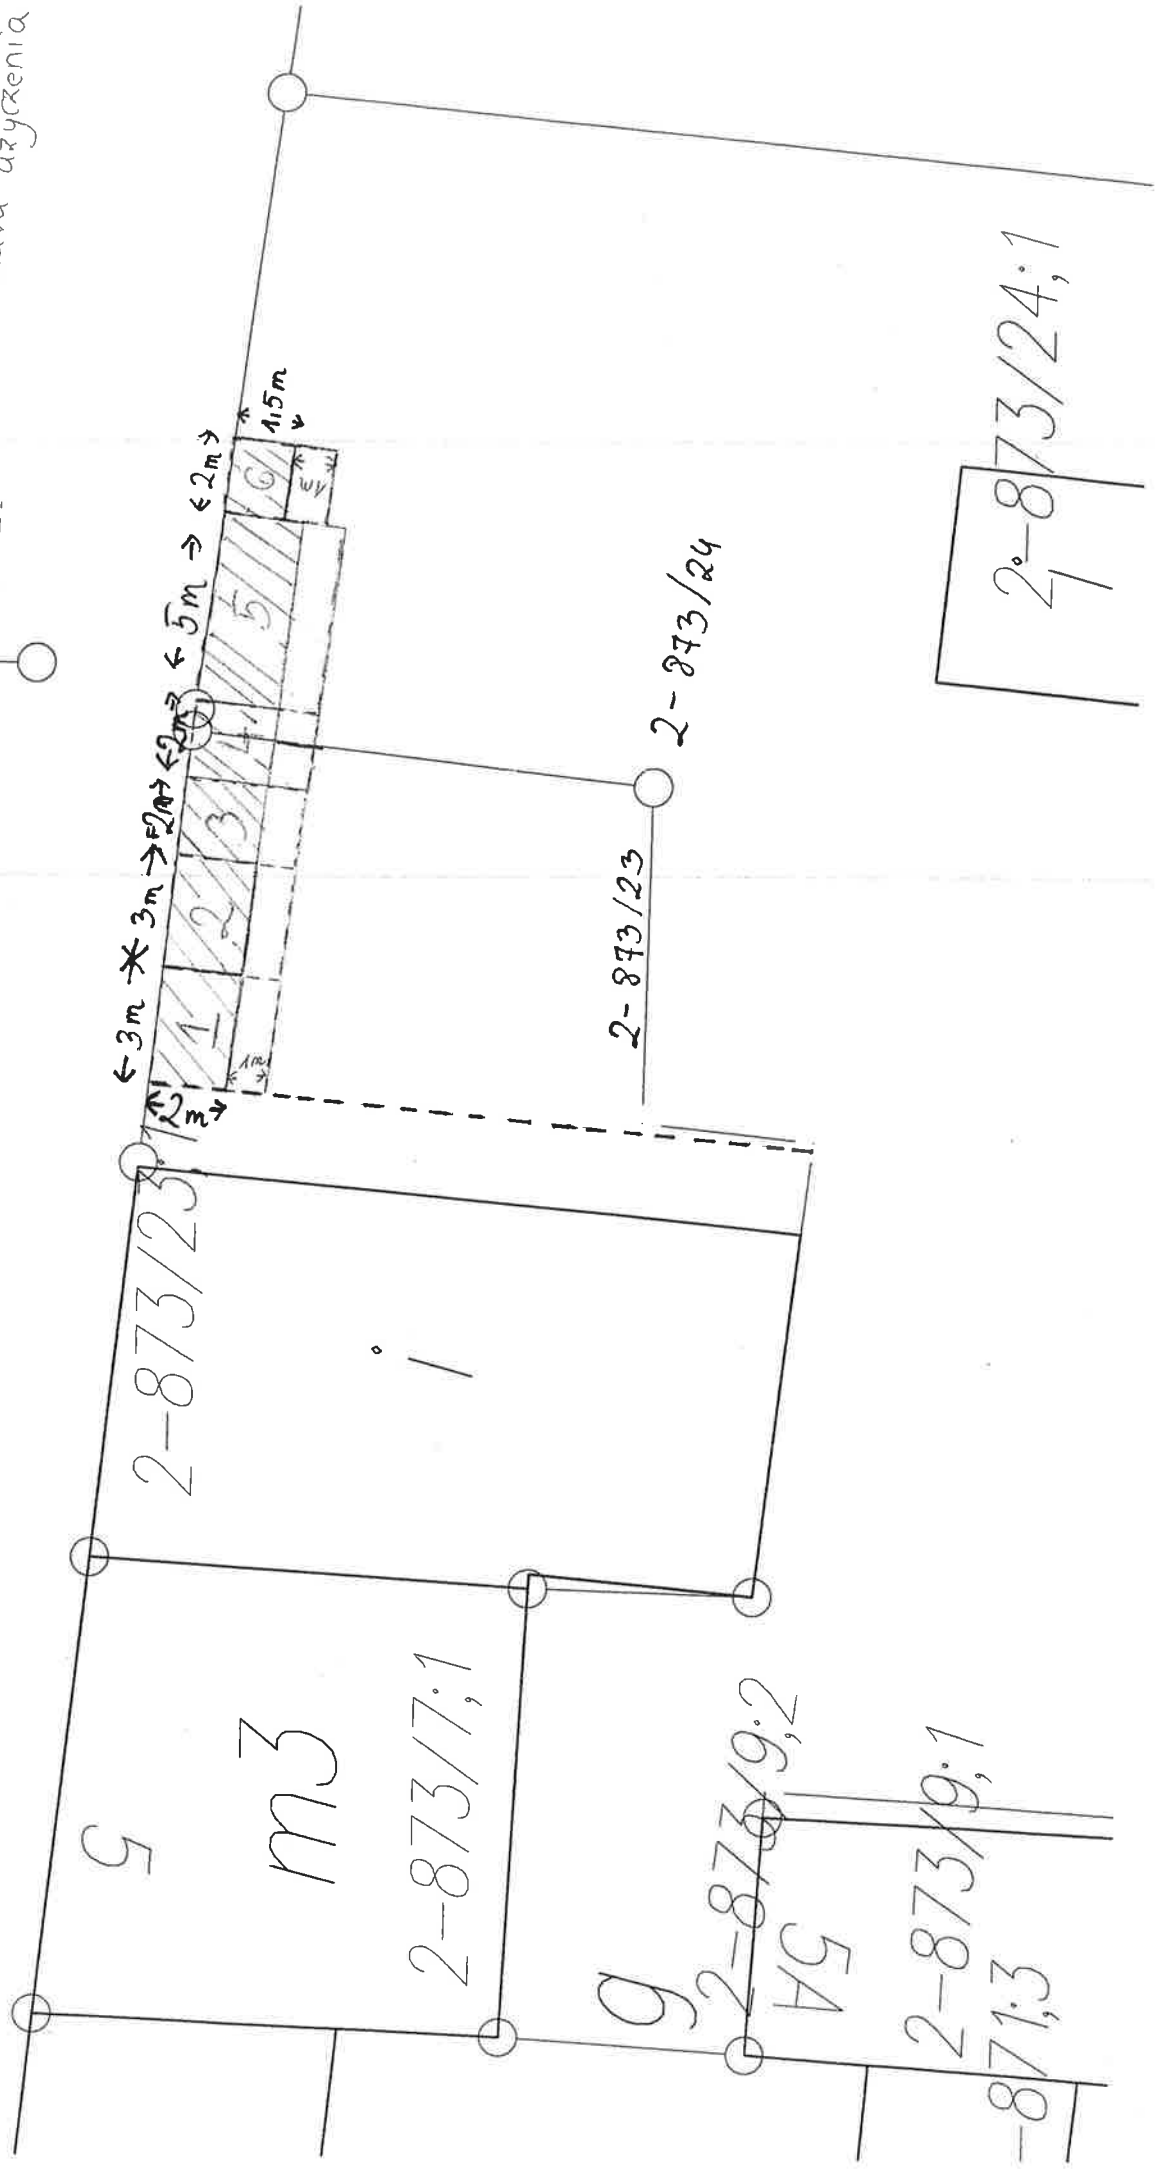 użyczenia
←3m
✕
3m→
←2m→
←2m→
← 5m →
←2m→
1,5m
2m
1m
1m
1
2
3
4
5
6
2-873/23;1
2-873/23
2-873/24
2-873/24;1
i
i
5
m3
2-873/7;1
g
2-873/9;2
5A
2-873/9;1
-871;3